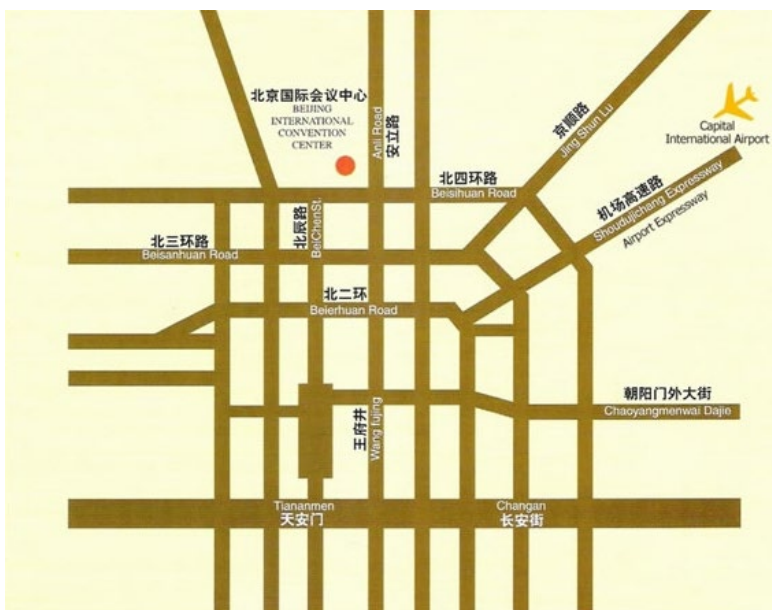 北京国际会议中心
BEIJING
INTERNATIONAL
CONVENTION
CENTER
Anli Road
安立路
京顺路
Jing Shun Lu
Capital
International Airport
北四环路
Beisihuan Road
机场高速路
Shoudujichang Expressway
Airport Expressway
北辰路
BeiChenSt.
北三环路
Beisanhuan Road
北二环
Beierhuan Road
朝阳门外大街
Chaoyangmenwai Dajie
王府井
Wang fujing
Tiananmen
天安门
Changan
长安街